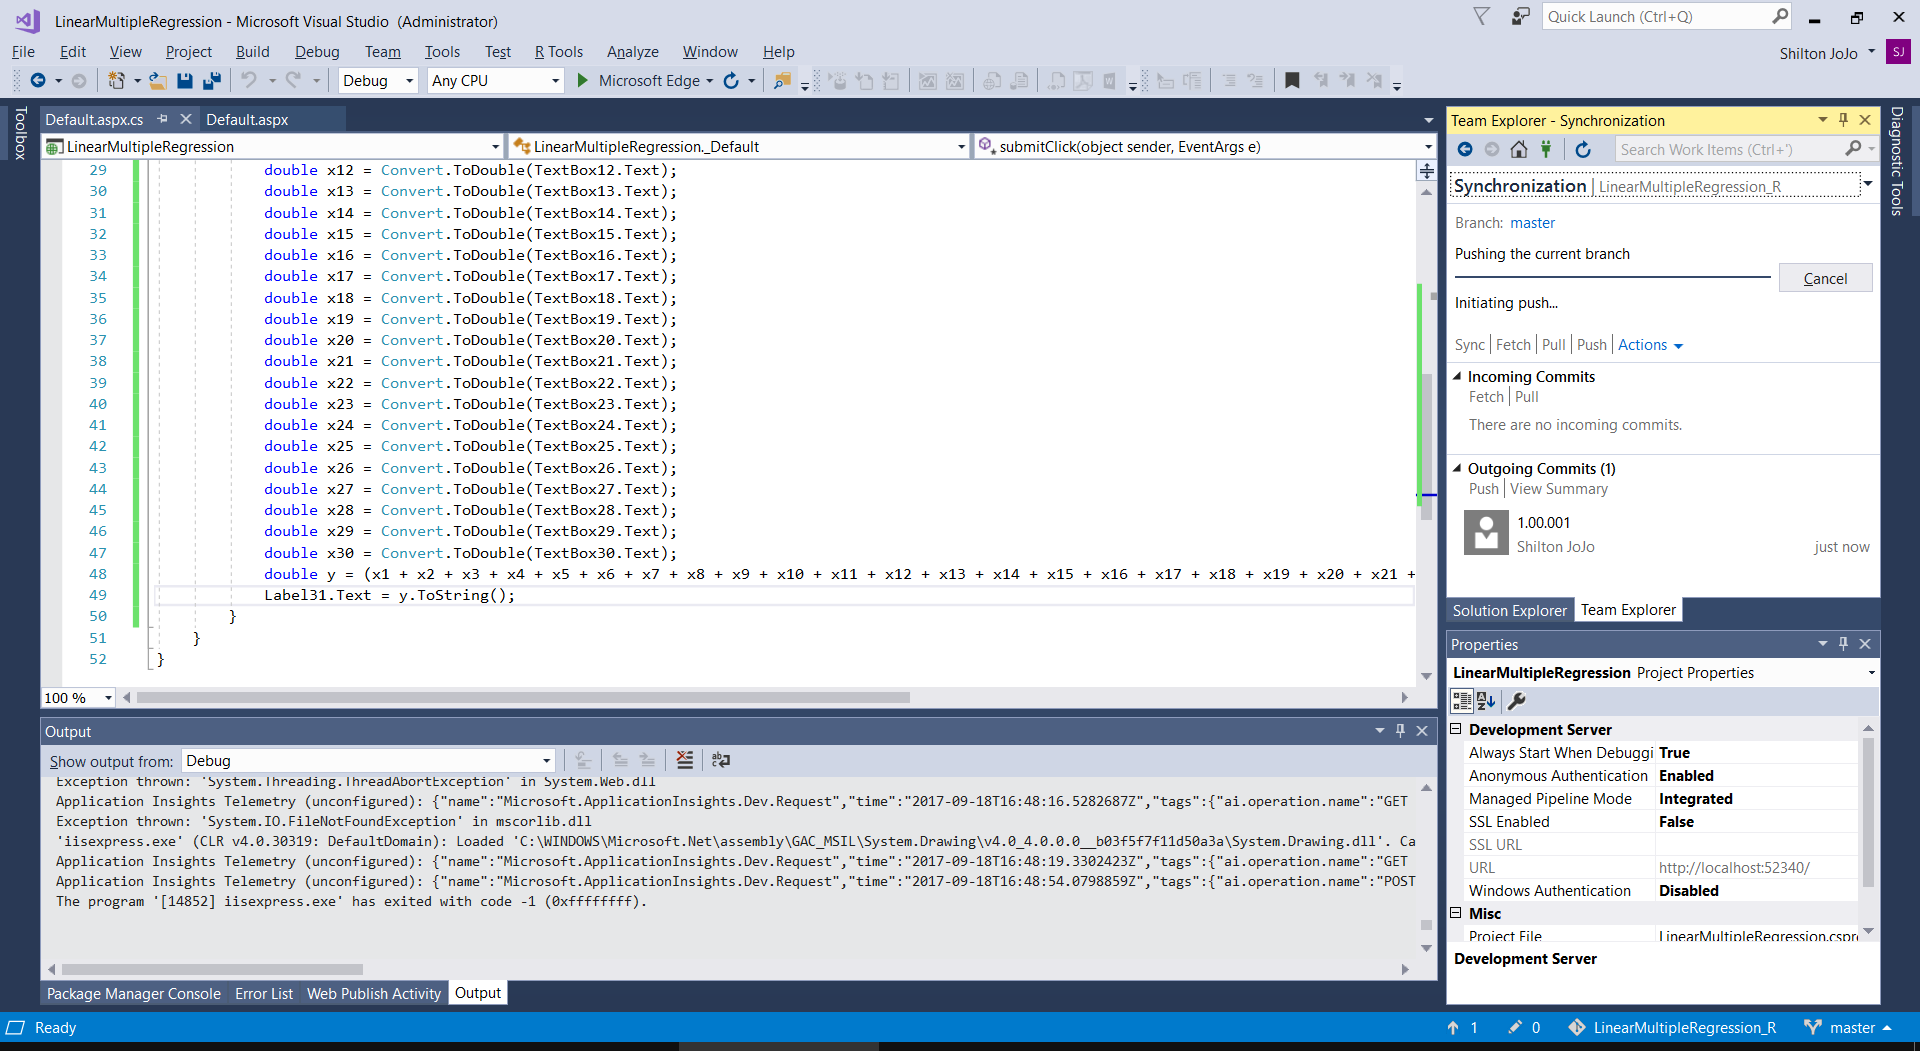 LinearMultipleRegression - Microsoft Visual Studio (Administrator)
Quick Launch (Ctrl+Q)
File Edit View Project Build Debug Team Tools Test R Tools Analyze Window Help
Shilton JoJo
SJ
Debug Any CPU Microsoft Edge
Toolbox
Default.aspx.cs Default.aspx
LinearMultipleRegression LinearMultipleRegression._Default submitClick(object sender, EventArgs e)
29 double x12 = Convert.ToDouble(TextBox12.Text);
30 double x13 = Convert.ToDouble(TextBox13.Text);
31 double x14 = Convert.ToDouble(TextBox14.Text);
32 double x15 = Convert.ToDouble(TextBox15.Text);
33 double x16 = Convert.ToDouble(TextBox16.Text);
34 double x17 = Convert.ToDouble(TextBox17.Text);
35 double x18 = Convert.ToDouble(TextBox18.Text);
36 double x19 = Convert.ToDouble(TextBox19.Text);
37 double x20 = Convert.ToDouble(TextBox20.Text);
38 double x21 = Convert.ToDouble(TextBox21.Text);
39 double x22 = Convert.ToDouble(TextBox22.Text);
40 double x23 = Convert.ToDouble(TextBox23.Text);
41 double x24 = Convert.ToDouble(TextBox24.Text);
42 double x25 = Convert.ToDouble(TextBox25.Text);
43 double x26 = Convert.ToDouble(TextBox26.Text);
44 double x27 = Convert.ToDouble(TextBox27.Text);
45 double x28 = Convert.ToDouble(TextBox28.Text);
46 double x29 = Convert.ToDouble(TextBox29.Text);
47 double x30 = Convert.ToDouble(TextBox30.Text);
48 double y = (x1 + x2 + x3 + x4 + x5 + x6 + x7 + x8 + x9 + x10 + x11 + x12 + x13 + x14 + x15 + x16 + x17 + x18 + x19 + x20 + x21 +
49 Label31.Text = y.ToString();
50 }
51 }
52 }
100 %
Output
Show output from: Debug
Exception thrown: 'System.Threading.ThreadAbortException' in System.Web.dll
Application Insights Telemetry (unconfigured): {"name":"Microsoft.ApplicationInsights.Dev.Request","time":"2017-09-18T16:48:16.5282687Z","tags":{"ai.operation.name":"GET
Exception thrown: 'System.IO.FileNotFoundException' in mscorlib.dll
'iisexpress.exe' (CLR v4.0.30319: DefaultDomain): Loaded 'C:\WINDOWS\Microsoft.Net\assembly\GAC_MSIL\System.Drawing\v4.0_4.0.0.0__b03f5f7f11d50a3a\System.Drawing.dll'. Ca
Application Insights Telemetry (unconfigured): {"name":"Microsoft.ApplicationInsights.Dev.Request","time":"2017-09-18T16:48:19.3302423Z","tags":{"ai.operation.name":"GET
Application Insights Telemetry (unconfigured): {"name":"Microsoft.ApplicationInsights.Dev.Request","time":"2017-09-18T16:48:54.0798859Z","tags":{"ai.operation.name":"POST
The program '[14852] iisexpress.exe' has exited with code -1 (0xffffffff).
Package Manager Console Error List Web Publish Activity Output
Team Explorer - Synchronization
Search Work Items (Ctrl+')
Synchronization | LinearMultipleRegression_R
Branch: master
Pushing the current branch
Cancel
Initiating push...
Sync | Fetch | Pull | Push | Actions
Incoming Commits
Fetch | Pull
There are no incoming commits.
Outgoing Commits (1)
Push | View Summary
1.00.001
Shilton JoJo just now
Solution Explorer Team Explorer
Properties
LinearMultipleRegression Project Properties
Development Server
Always Start When Debuggi True
Anonymous Authentication Enabled
Managed Pipeline Mode Integrated
SSL Enabled False
SSL URL
URL http://localhost:52340/
Windows Authentication Disabled
Misc
Project File LinearMultipleRegression.cspr
Development Server
Diagnostic Tools
Ready 1 0 LinearMultipleRegression_R master